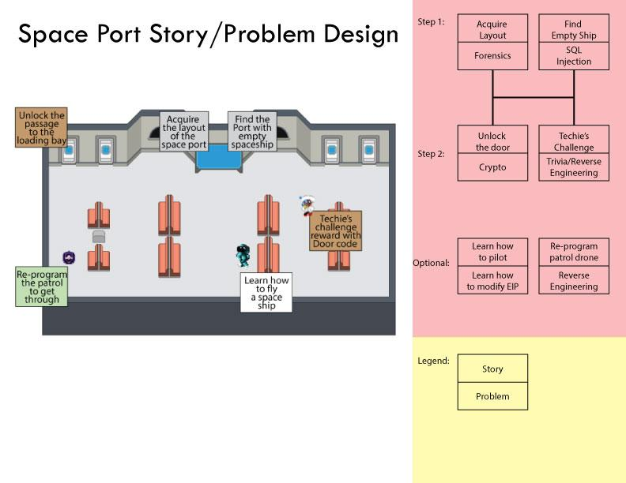 Space Port Story/Problem Design
Unlock the
passage
to the
loading bay
Acquire
the layout
of the
space port
Find the
Port with
empty
spaceship
Techie's
challenge
reward with
Door code
Re-program
the patrol
to get
through
Learn how
to fly
a space
ship
Step 1:
Acquire
Layout
Forensics
Find
Empty Ship
SQL
Injection
Step 2:
Unlock
the door
Crypto
Techie's
Challenge
Trivia/Reverse
Engineering
Optional:
Learn how
to pilot
Learn how
to modify EIP
Re-program
patrol drone
Reverse
Engineering
Legend:
Story
Problem